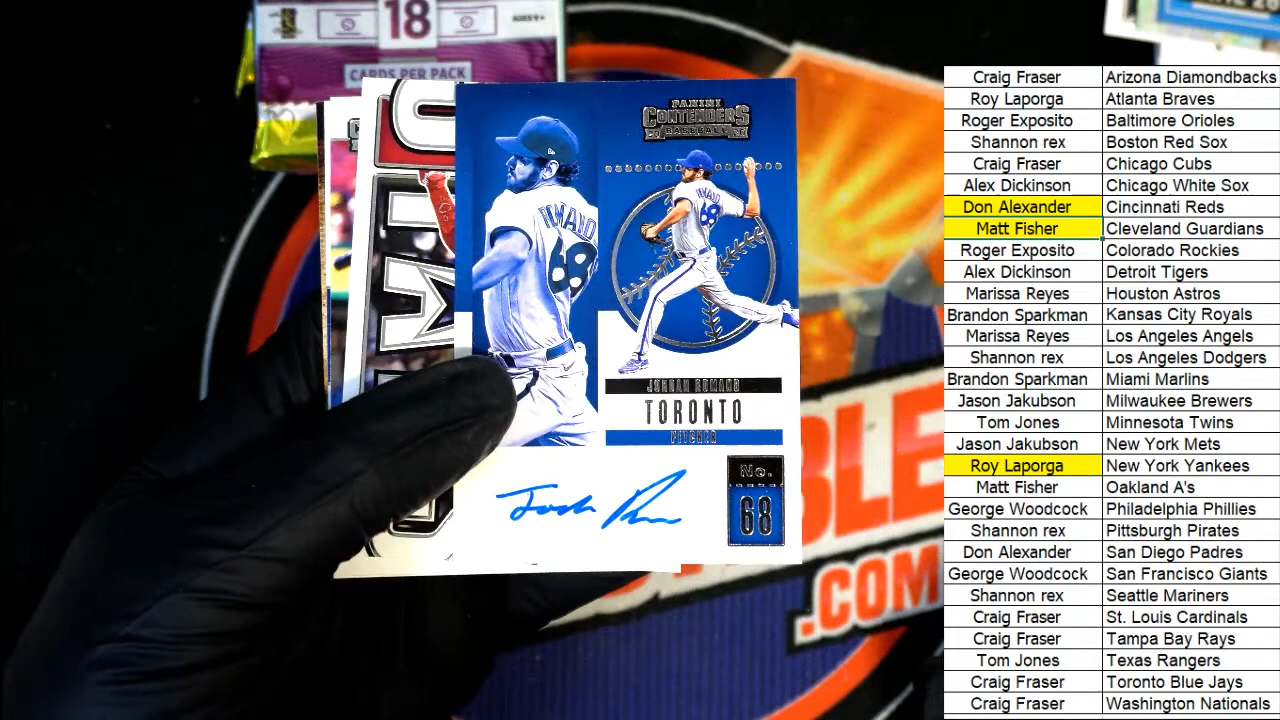 18
AGES 9+
CARDS PER PACK
PANINI
CONTENDERS
BASEBALL
68
68
JORDAN ROMANO
TORONTO
PITCHER
No.
68
BLE
.COM
Craig Fraser Arizona Diamondbacks
Roy Laporga Atlanta Braves
Roger Exposito Baltimore Orioles
Shannon rex Boston Red Sox
Craig Fraser Chicago Cubs
Alex Dickinson Chicago White Sox
Don Alexander Cincinnati Reds
Matt Fisher Cleveland Guardians
Roger Exposito Colorado Rockies
Alex Dickinson Detroit Tigers
Marissa Reyes Houston Astros
Brandon Sparkman Kansas City Royals
Marissa Reyes Los Angeles Angels
Shannon rex Los Angeles Dodgers
Brandon Sparkman Miami Marlins
Jason Jakubson Milwaukee Brewers
Tom Jones Minnesota Twins
Jason Jakubson New York Mets
Roy Laporga New York Yankees
Matt Fisher Oakland A's
George Woodcock Philadelphia Phillies
Shannon rex Pittsburgh Pirates
Don Alexander San Diego Padres
George Woodcock San Francisco Giants
Shannon rex Seattle Mariners
Craig Fraser St. Louis Cardinals
Craig Fraser Tampa Bay Rays
Tom Jones Texas Rangers
Craig Fraser Toronto Blue Jays
Craig Fraser Washington Nationals